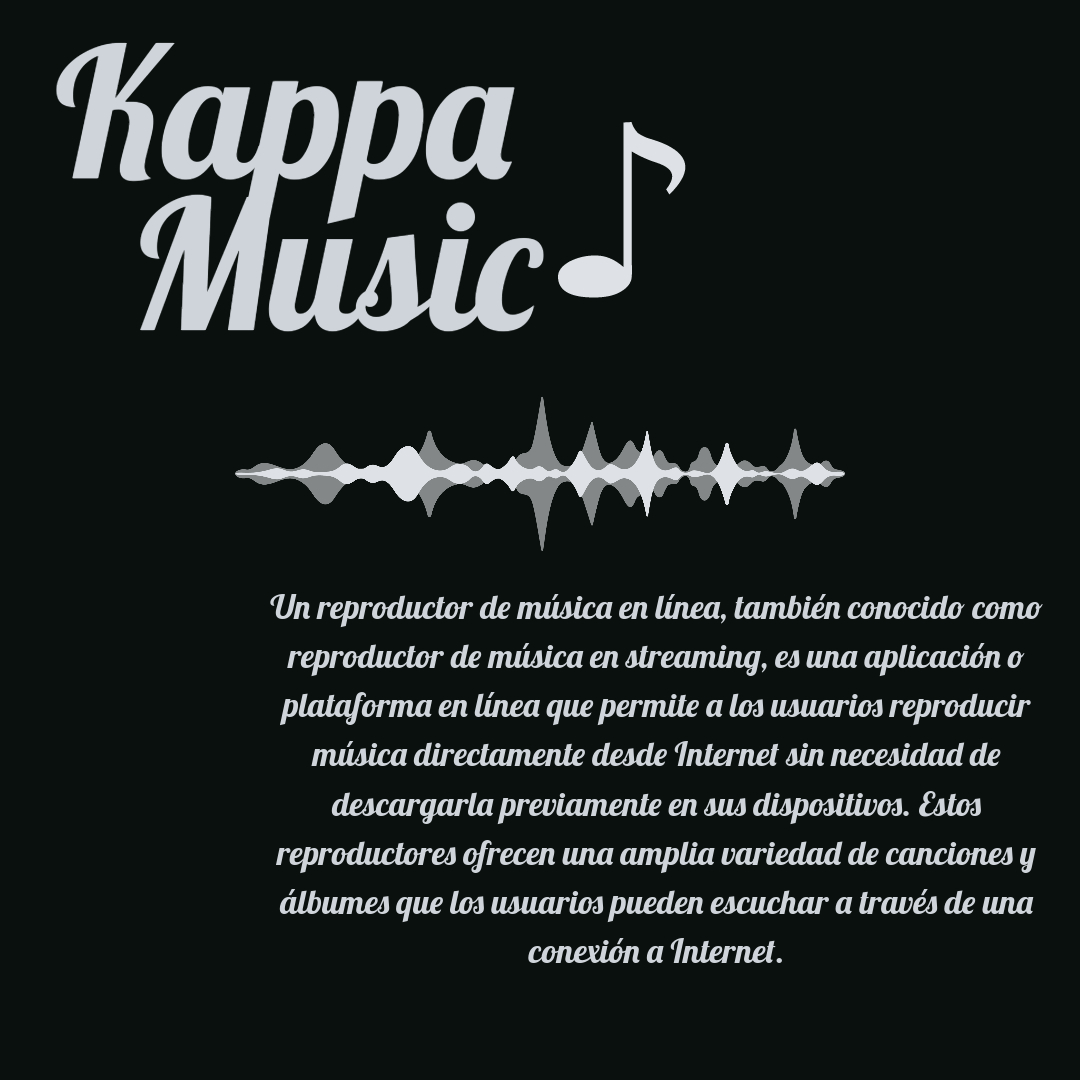 Kappa
Music
Un reproductor de música en línea, también conocido como
reproductor de música en streaming, es una aplicación o
plataforma en línea que permite a los usuarios reproducir
música directamente desde Internet sin necesidad de
descargarla previamente en sus dispositivos. Estos
reproductores ofrecen una amplia variedad de canciones y
álbumes que los usuarios pueden escuchar a través de una
conexión a Internet.